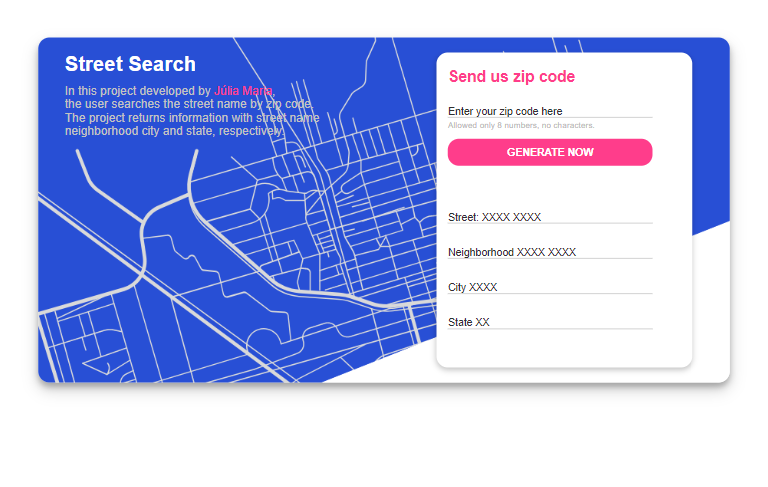 Street Search
In this project developed by Júlia Maria,
the user searches the street name by zip code.
The project returns information with street name
neighborhood city and state, respectively.
Send us zip code
Enter your zip code here
Allowed only 8 numbers, no characters.
GENERATE NOW
Street: XXXX XXXX
Neighborhood XXXX XXXX
City XXXX
State XX